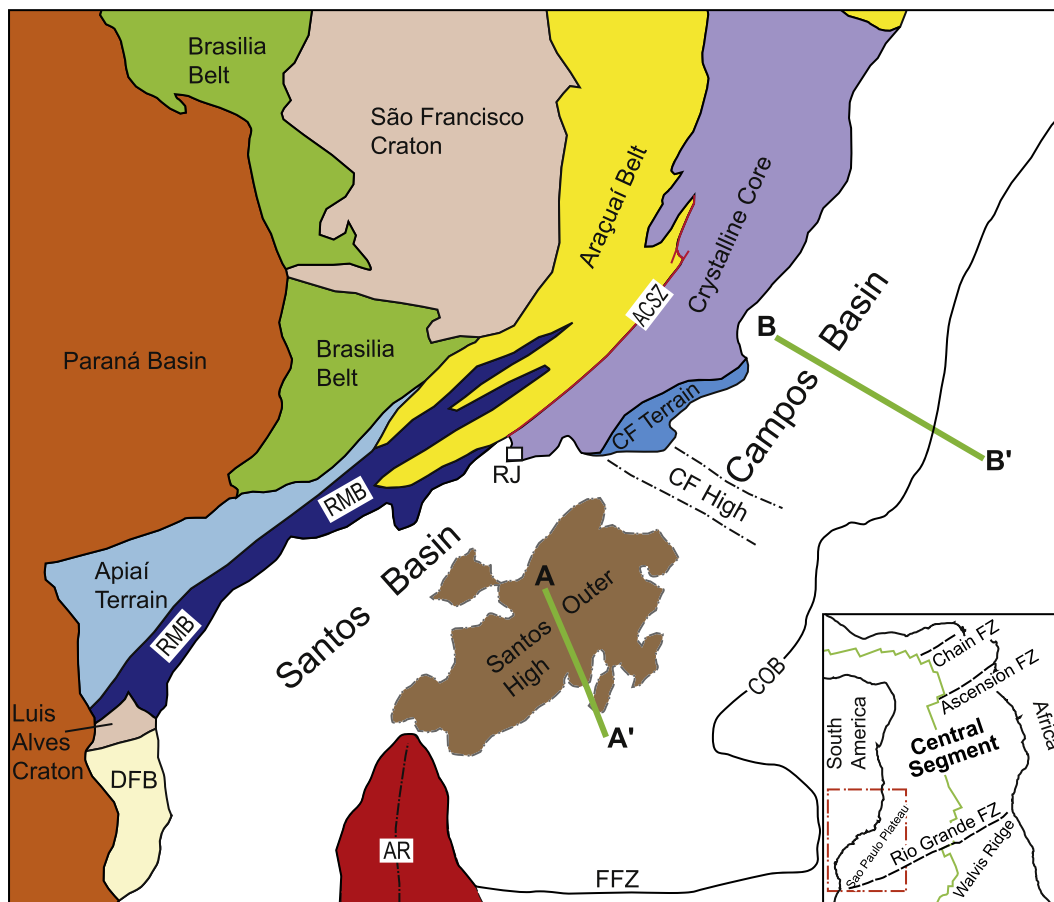 Brasilia
Belt
São Francisco
Craton
Araçuaí Belt
Crystalline Core
ACSZ
Paraná Basin
Brasilia
Belt
B
Campos Basin
B'
CF Terrain
CF High
RJ
RMB
Santos Basin
A
Santos Outer
High
A'
Apiaí
Terrain
RMB
COB
Luis
Alves
Craton
DFB
AR
FFZ
Chain FZ
Ascension FZ
South
America
Africa
Central
Segment
Sao Paulo Plateau
Rio Grande FZ
Walvis Ridge